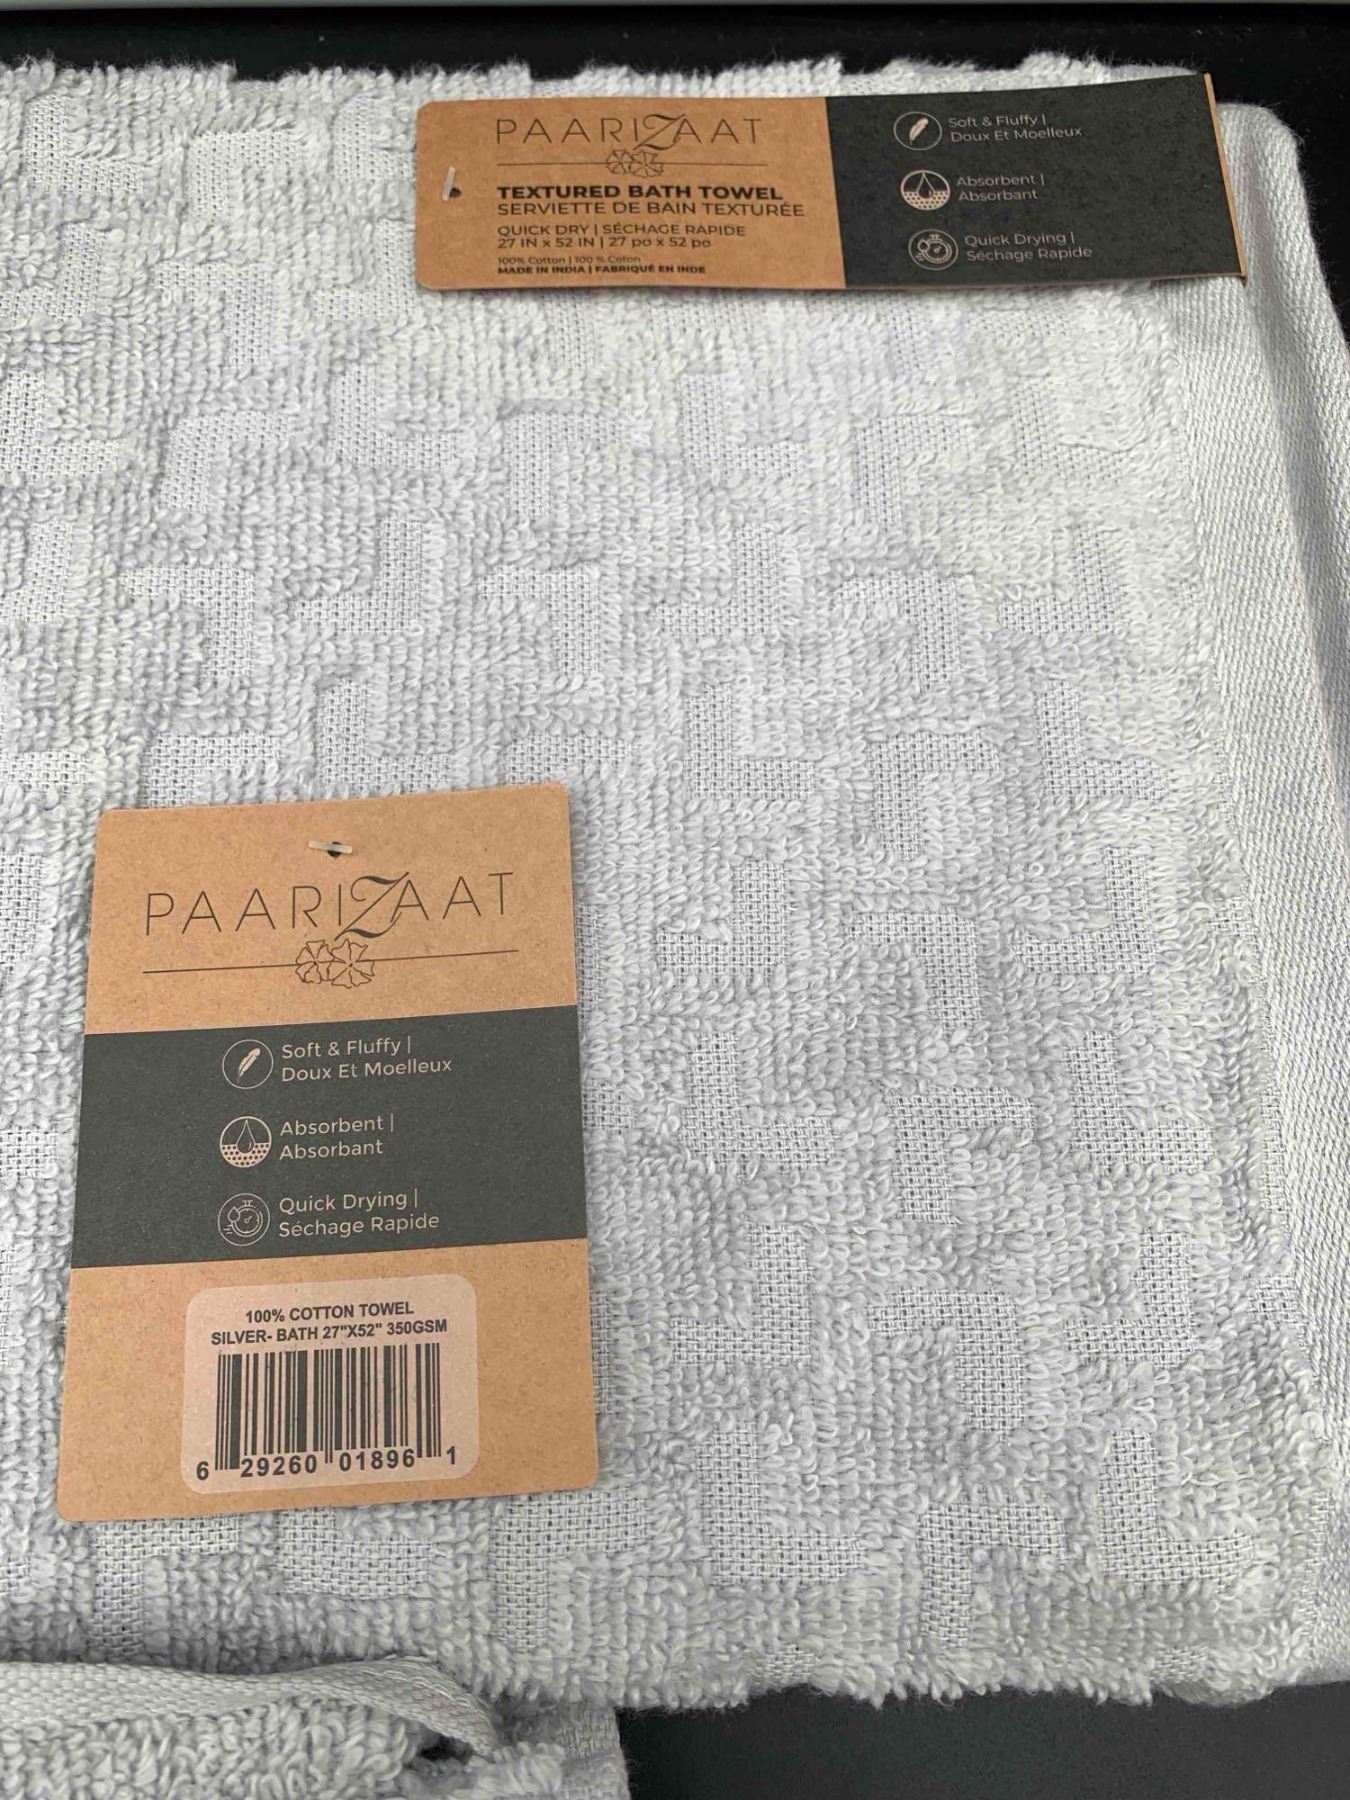 PAARIZAAT
TEXTURED BATH TOWEL
SERVIETTE DE BAIN TEXTURÉE
QUICK DRY | SÉCHAGE RAPIDE
27 IN x 52 IN | 27 po x 52 po
100% Cotton | 100 % Coton
MADE IN INDIA | FABRIQUÉ EN INDE
Soft & Fluffy |
Doux Et Moelleux
Absorbent |
Absorbant
Quick Drying |
Séchage Rapide
PAARIZAAT
Soft & Fluffy |
Doux Et Moelleux
Absorbent |
Absorbant
Quick Drying |
Séchage Rapide
100% COTTON TOWEL
SILVER- BATH 27"X52" 350GSM
6 29260 01896 1